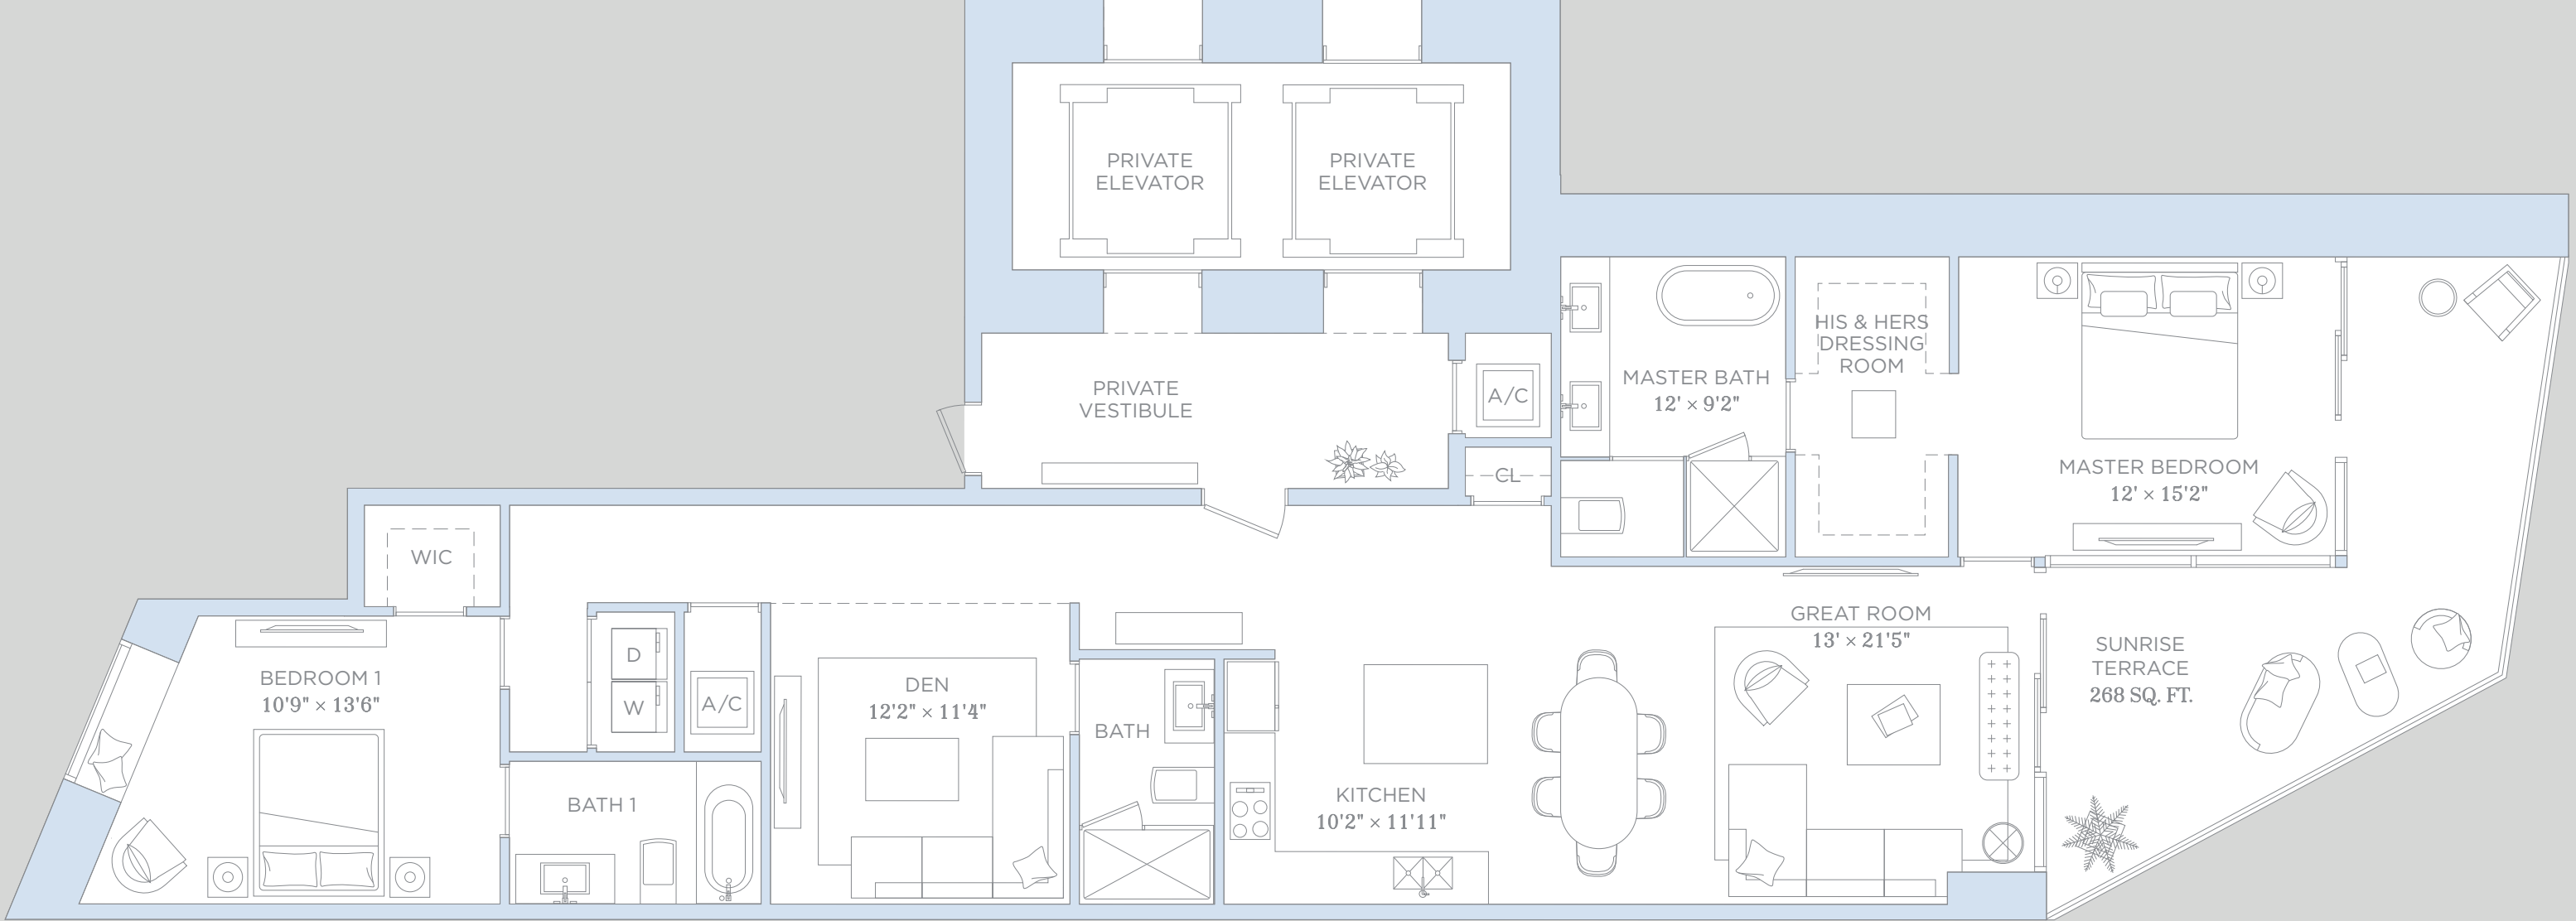 PRIVATE
ELEVATOR
PRIVATE
ELEVATOR
PRIVATE
VESTIBULE
A/C
CL
MASTER BATH
12' × 9'2"
HIS & HERS
DRESSING
ROOM
MASTER BEDROOM
12' × 15'2"
WIC
BEDROOM 1
10'9" × 13'6"
D
W
A/C
BATH 1
DEN
12'2" × 11'4"
BATH
KITCHEN
10'2" × 11'11"
GREAT ROOM
13' × 21'5"
SUNRISE
TERRACE
268 SQ. FT.